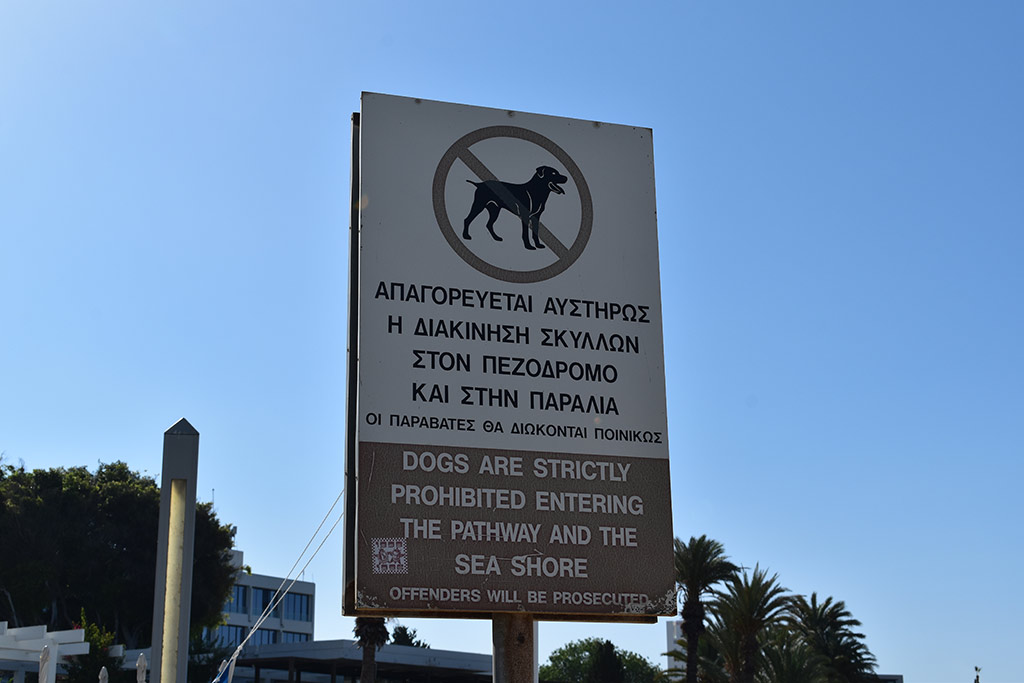 ΑΠΑΓΟΡΕΥΕΤΑΙ ΑΥΣΤΗΡΩΣ
Η ΔΙΑΚΙΝΗΣΗ ΣΚΥΛΛΩΝ
ΣΤΟΝ ΠΕΖΟΔΡΟΜΟ
ΚΑΙ ΣΤΗΝ ΠΑΡΑΛΙΑ
ΟΙ ΠΑΡΑΒΑΤΕΣ ΘΑ ΔΙΩΚΟΝΤΑΙ ΠΟΙΝΙΚΩΣ
DOGS ARE STRICTLY
PROHIBITED ENTERING
THE PATHWAY AND THE
SEA SHORE
OFFENDERS WILL BE PROSECUTED